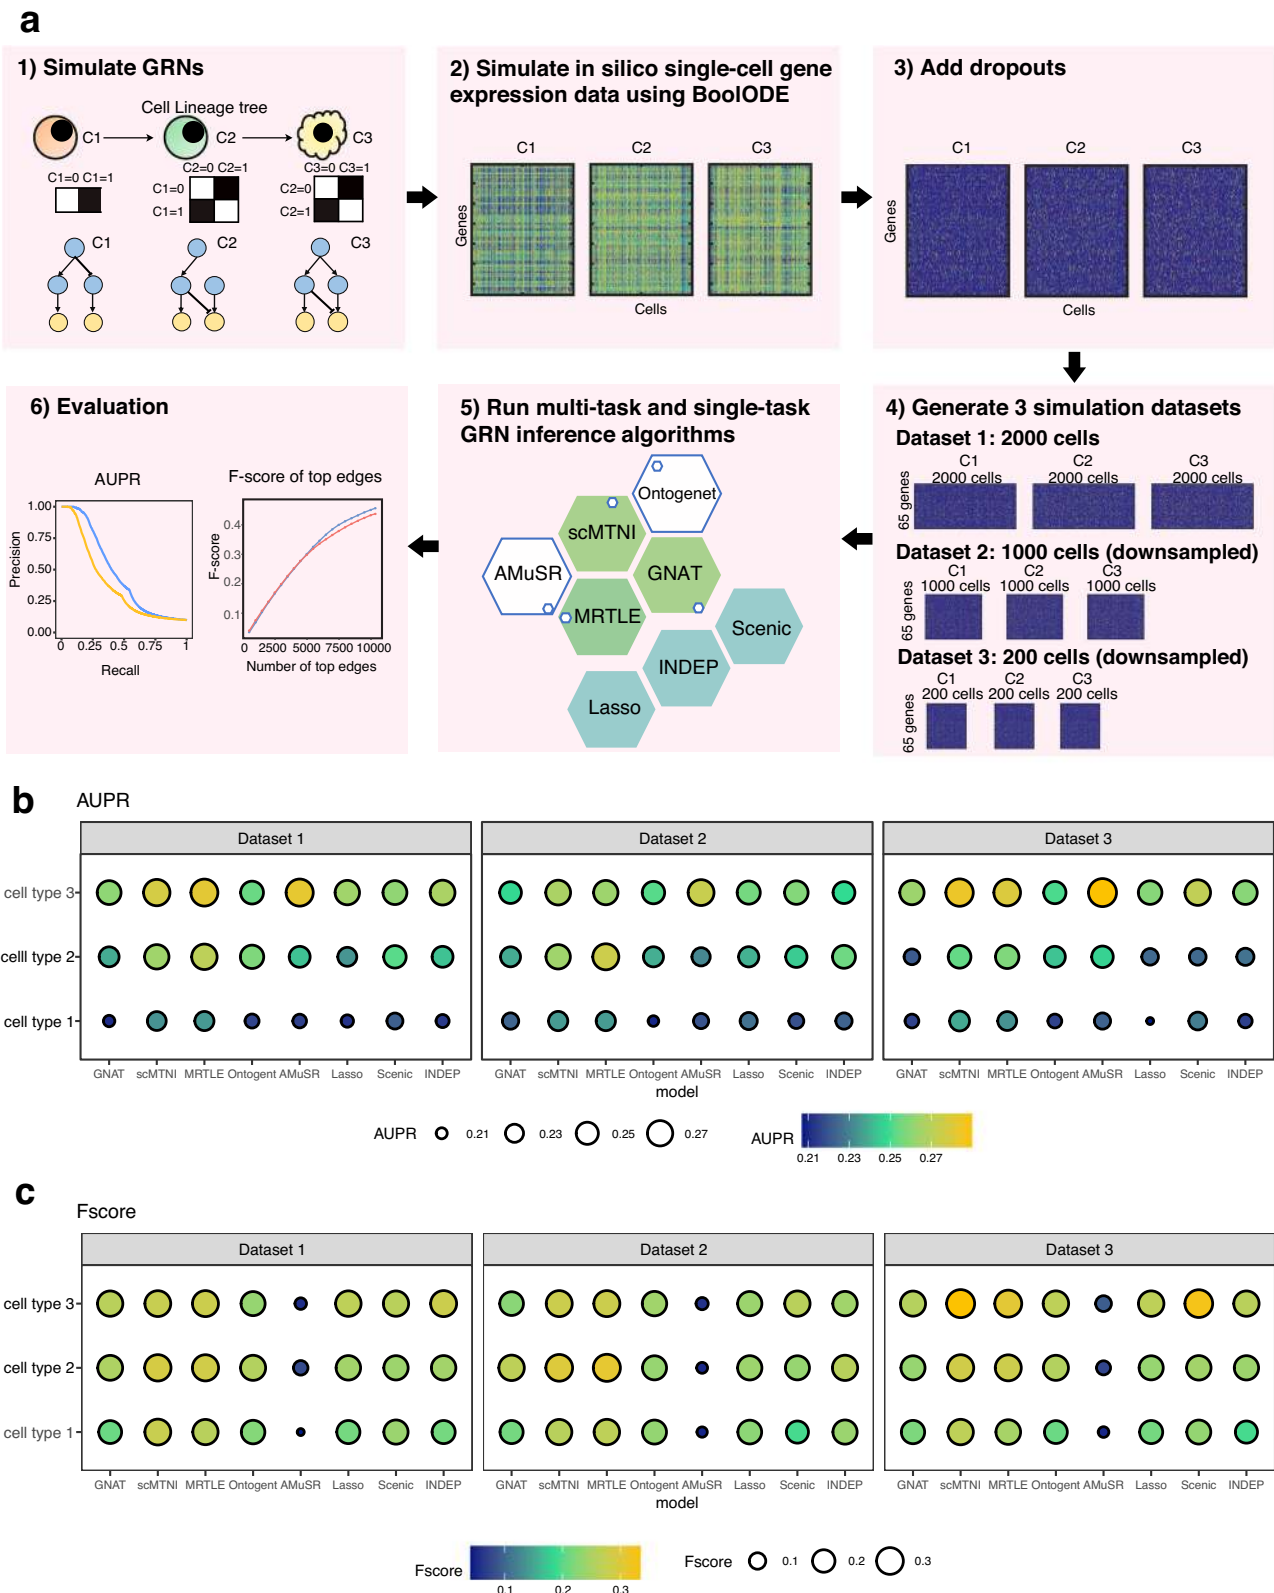 a
1) Simulate GRNs
Cell Lineage tree
C1
C2
C3
C1=0 C1=1
C2=0 C2=1
C1=0
C1=1
C3=0 C3=1
C2=0
C2=1
C1
C2
C3
2) Simulate in silico single-cell gene
expression data using BoolODE
C1
C2
C3
Genes
Cells
3) Add dropouts
C1
C2
C3
Genes
Cells
6) Evaluation
AUPR
1.00
0.75
0.50
0.25
0.00
Precision
0
0.25
0.5
0.75
1
Recall
F-score of top edges
0.4
0.3
0.2
0.1
F-score
0
2500
5000
7500
10000
Number of top edges
5) Run multi-task and single-task
GRN inference algorithms
Ontogenet
scMTNI
AMuSR
GNAT
MRTLE
Scenic
INDEP
Lasso
4) Generate 3 simulation datasets
Dataset 1: 2000 cells
C1
C2
C3
2000 cells
2000 cells
2000 cells
65 genes
Dataset 2: 1000 cells (downsampled)
C1
C2
C3
1000 cells
1000 cells
1000 cells
65 genes
Dataset 3: 200 cells (downsampled)
C1
C2
C3
200 cells
200 cells
200 cells
65 genes
b
AUPR
Dataset 1
Dataset 2
Dataset 3
cell type 3
celll type 2
cell type 1
GNAT scMTNI MRTLE Ontogent AMuSR Lasso Scenic INDEP
GNAT scMTNI MRTLE Ontogent AMuSR Lasso Scenic INDEP
GNAT scMTNI MRTLE Ontogent AMuSR Lasso Scenic INDEP
model
AUPR 0.21 0.23 0.25 0.27
AUPR
0.21 0.23 0.25 0.27
c
Fscore
Dataset 1
Dataset 2
Dataset 3
cell type 3
cell type 2
cell type 1
GNAT scMTNI MRTLE Ontogent AMuSR Lasso Scenic INDEP
GNAT scMTNI MRTLE Ontogent AMuSR Lasso Scenic INDEP
GNAT scMTNI MRTLE Ontogent AMuSR Lasso Scenic INDEP
model
Fscore
0.1 0.2 0.3
Fscore 0.1 0.2 0.3